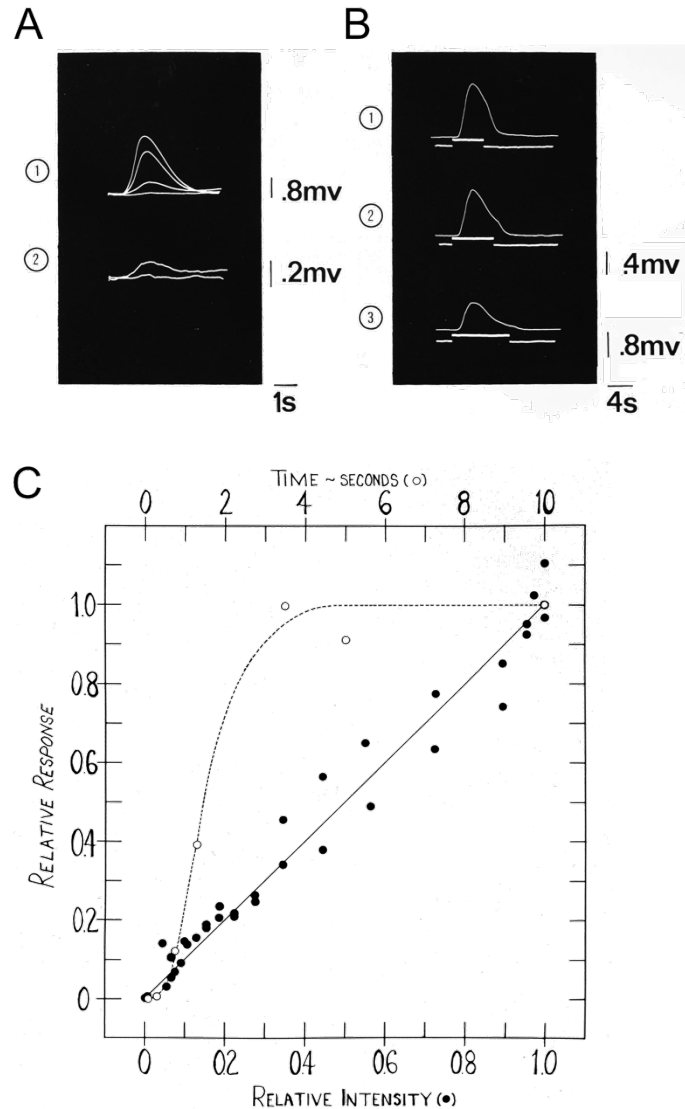 A
①
.8mv
②
.2mv
1s
B
①
②
.4mv
③
.8mv
4s
C
TIME ~ SECONDS (○)
0 2 4 6 8 10
1.0
0.8
0.6
0.4
0.2
0
RELATIVE RESPONSE
0 0.2 0.4 0.6 0.8 1.0
RELATIVE INTENSITY (●)